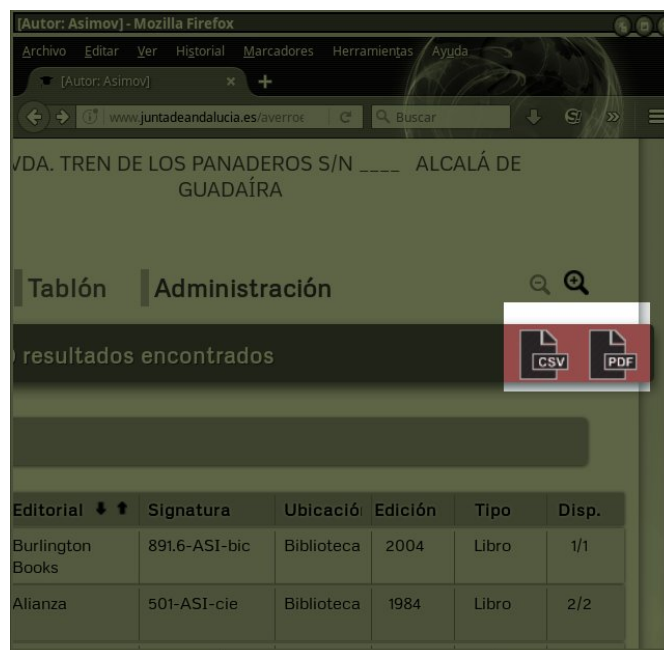 [Autor: Asimov] - Mozilla Firefox
Archivo Editar Ver Historial Marcadores Herramientas Ayuda
[Autor: Asimov] × +
www.juntadeandalucia.es/averroe Buscar
VDA. TREN DE LOS PANADEROS S/N ____ ALCALÁ DE
GUADAÍRA
Tablón Administración
resultados encontrados CSV PDF
Editorial Signatura Ubicació Edición Tipo Disp.
Burlington Books 891.6-ASI-bic Biblioteca 2004 Libro 1/1
Alianza 501-ASI-cie Biblioteca 1984 Libro 2/2